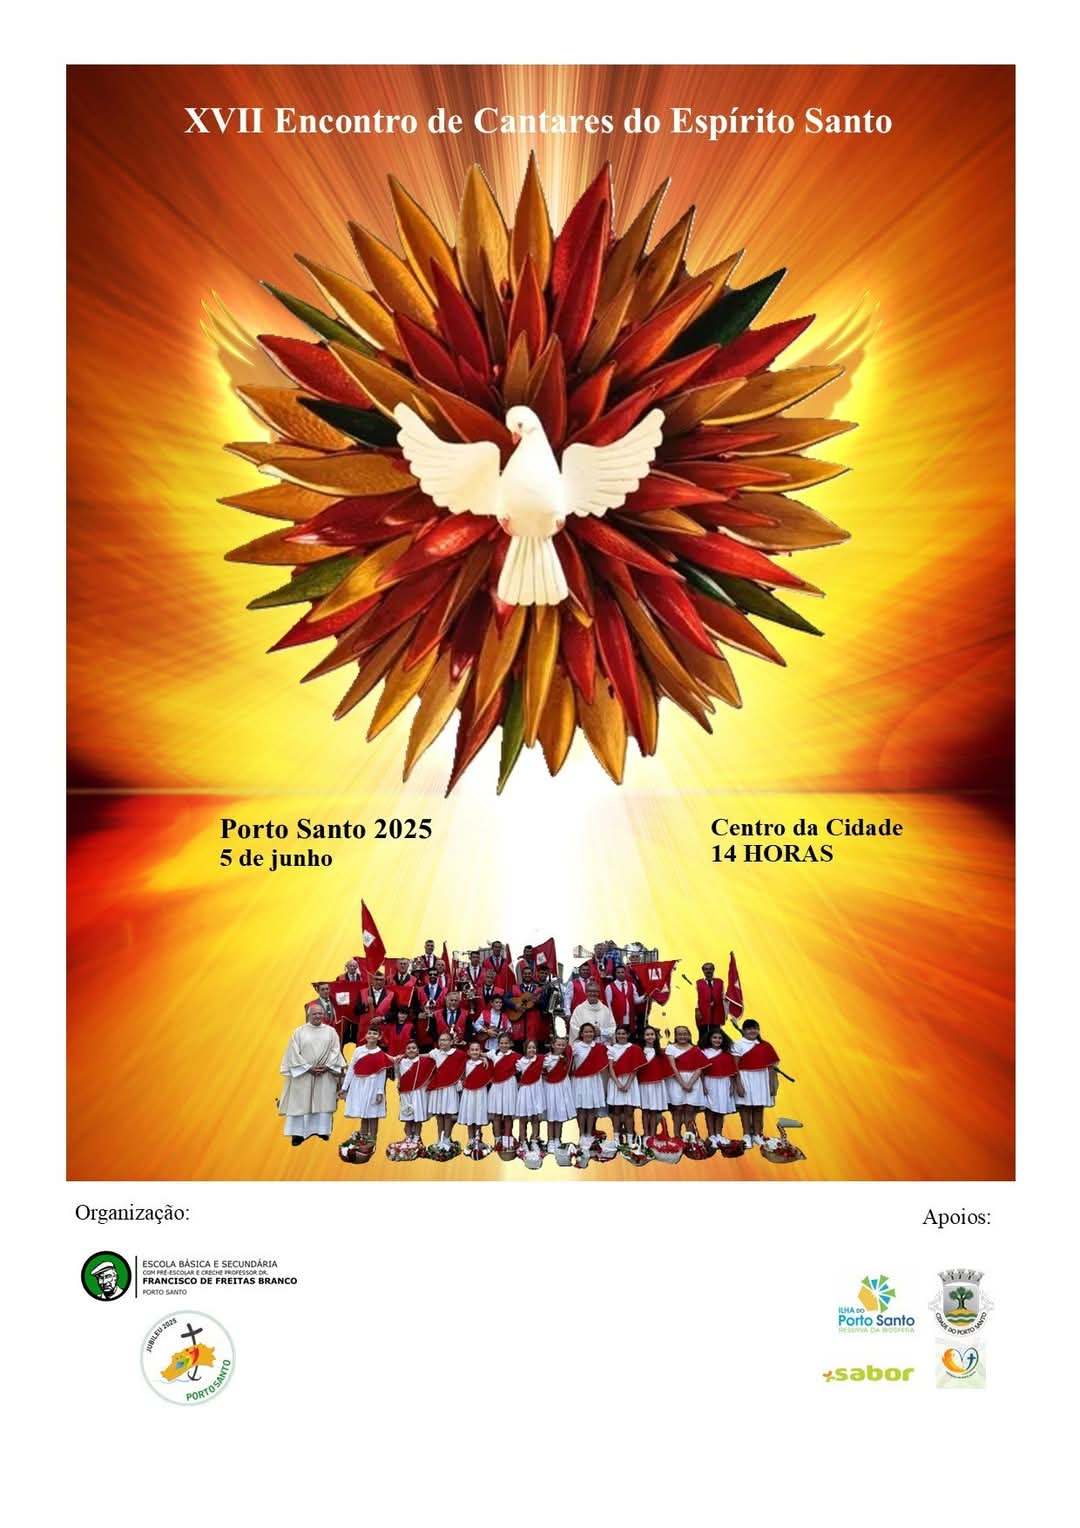 XVII Encontro de Cantares do Espírito Santo
Porto Santo 2025
5 de junho
Centro da Cidade
14 HORAS
Organização:
Apoios:
ESCOLA BÁSICA E SECUNDÁRIA
COM PRÉ-ESCOLAR E CRECHE PROFESSOR DR.
FRANCISCO DE FREITAS BRANCO
PORTO SANTO
JUBILEU 2025
PORTO SANTO
ILHA DO
Porto Santo
RESERVA DA BIOSFERA
CIDADE DO PORTO SANTO
+sabor